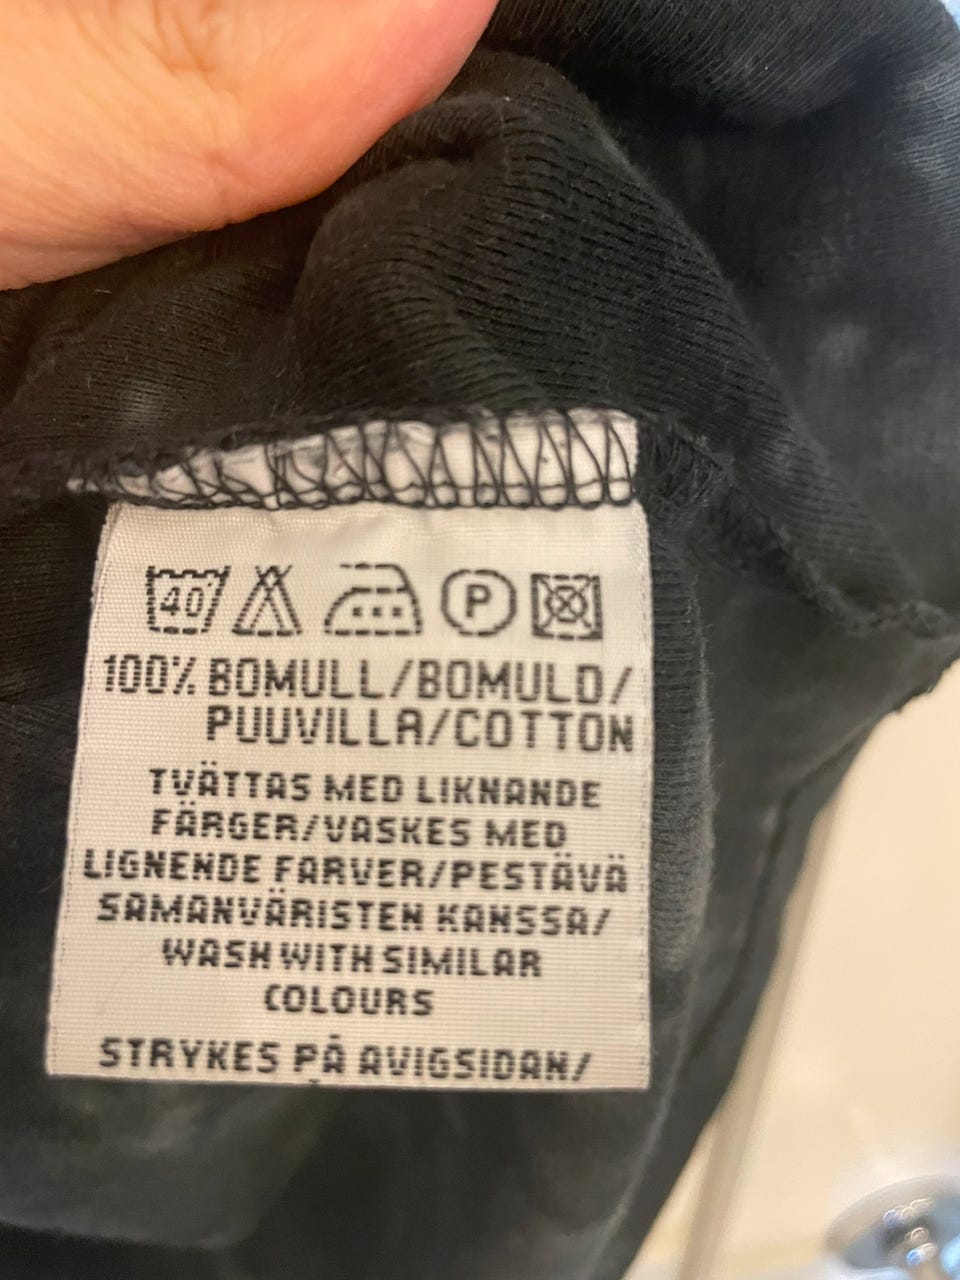 40
P
100% BOMULL/BOMULD/
PUUVILLA/COTTON
TVÄTTAS MED LIKNANDE
FÄRGER/VASKES MED
LIGNENDE FARVER/PESTÄVÄ
SAMANVÄRISTEN KANSSA/
WASH WITH SIMILAR
COLOURS
STRYKES PÅ AVIGSIDAN/